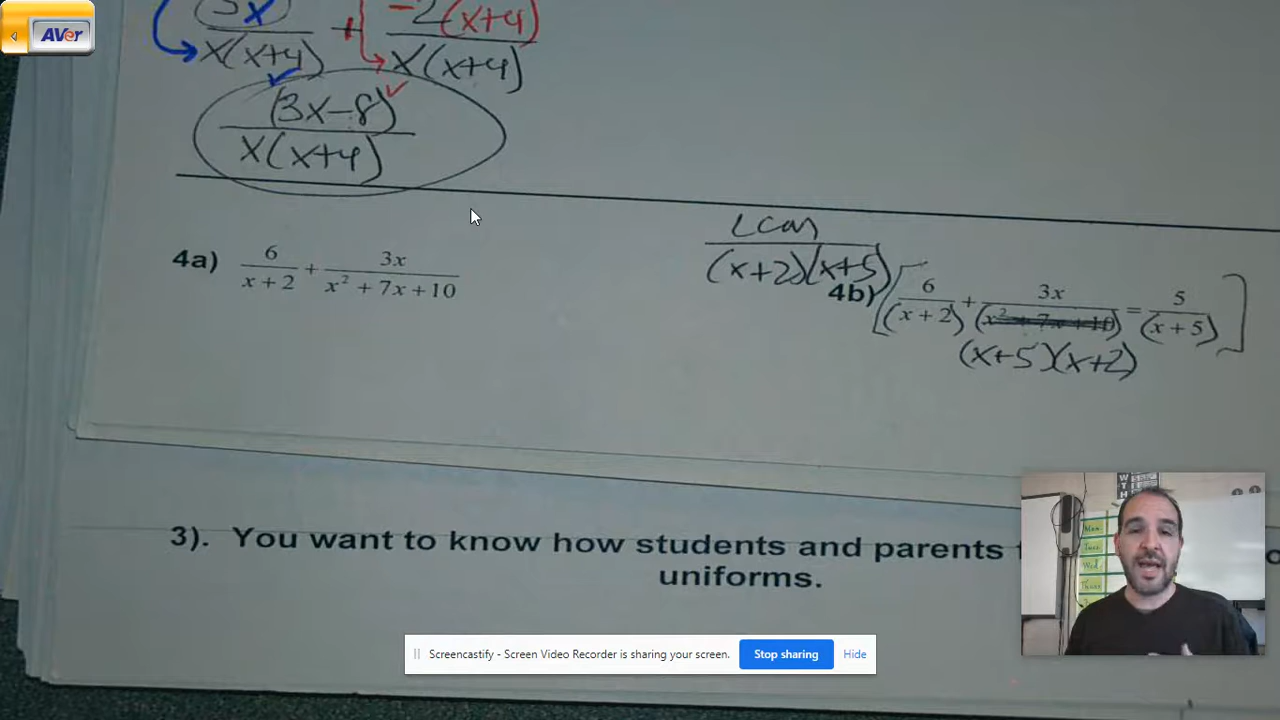 AVer
3x
-2(x+4)
+
x(x+4)
x(x+4)
(3x-8)
x(x+4)
LCM
(x+2)(x+5)
4a) 6/(x+2) + 3x/(x² + 7x + 10)
4b) [6/(x + 2) + 3x/(x² + 7x + 10) = 5/(x + 5)]
(x+5)(x+2)
3). You want to know how students and parents
uniforms.
Screencastify - Screen Video Recorder is sharing your screen. Stop sharing Hide